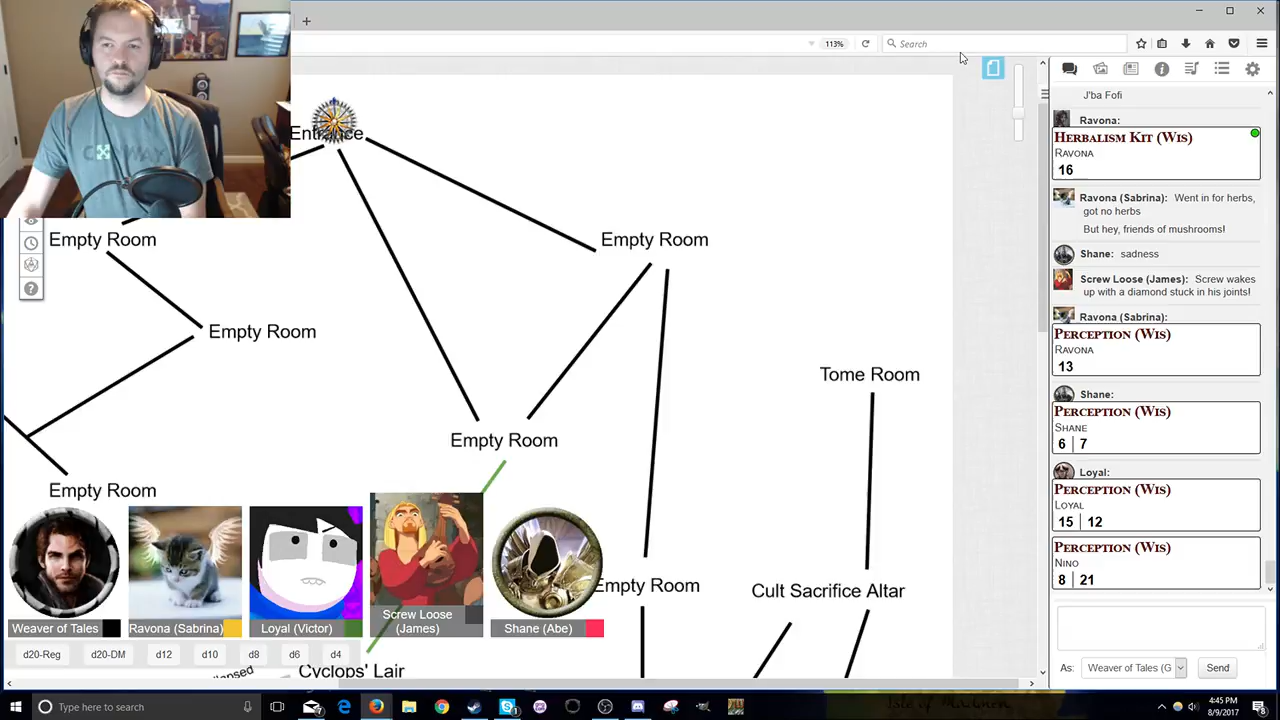 113%
Search
J'ba Fofi
Ravona:
HERBALISM KIT (WIS)
RAVONA
16
Ravona (Sabrina): Went in for herbs,
got no herbs
But hey, friends of mushrooms!
Shane: sadness
Screw Loose (James): Screw wakes
up with a diamond stuck in his joints!
Ravona (Sabrina):
PERCEPTION (WIS)
RAVONA
13
Shane:
PERCEPTION (WIS)
SHANE
6 | 7
Loyal:
PERCEPTION (WIS)
LOYAL
15 | 12
PERCEPTION (WIS)
NINO
8 | 21
As: Weaver of Tales (G
Send
Entrance
Empty Room
Empty Room
Empty Room
Tome Room
Empty Room
Empty Room
Empty Room
Cult Sacrifice Altar
Cyclops' Lair
Weaver of Tales
Ravona (Sabrina)
Loyal (Victor)
Screw Loose
(James)
Shane (Abe)
d20-Reg
d20-DM
d12
d10
d8
d6
d4
Type here to search
4:45 PM
8/9/2017